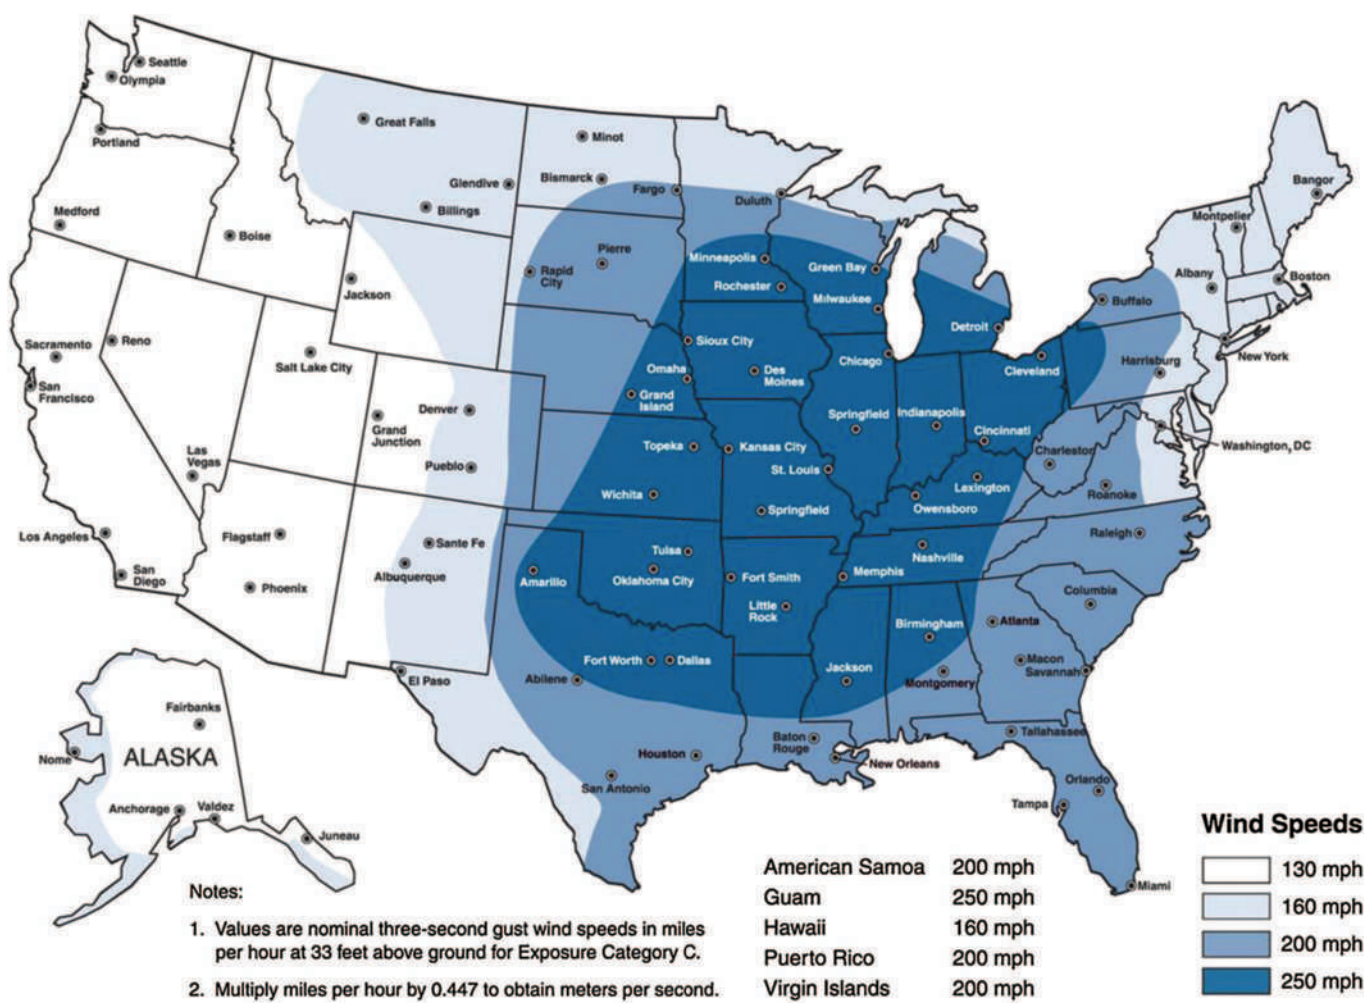 Seattle
Olympia
Portland
Medford
Boise
Great Falls
Glendive
Billings
Minot
Bismarck
Fargo
Duluth
Bangor
Montpelier
Albany
Boston
Buffalo
New York
Harrisburg
Washington, DC
Jackson
Pierre
Rapid
City
Minneapolis
Rochester
Green Bay
Milwaukee
Detroit
Cleveland
Sacramento
San
Francisco
Reno
Salt Lake City
Las
Vegas
Denver
Grand
Junction
Pueblo
Sioux City
Omaha
Grand
Island
Des
Moines
Chicago
Springfield
Indianapolis
Cincinnati
Charleston
Roanoke
Topeka
Kansas City
St. Louis
Wichita
Springfield
Lexington
Owensboro
Raleigh
Los Angeles
San
Diego
Flagstaff
Phoenix
Sante Fe
Albuquerque
Amarillo
Tulsa
Oklahoma City
Fort Smith
Little
Rock
Memphis
Nashville
Columbia
Atlanta
Birmingham
Macon
Savannah
Montgomery
Jackson
Fort Worth
Dallas
Abilene
El Paso
Houston
San Antonio
Baton
Rouge
New Orleans
Tallahassee
Orlando
Tampa
Miami
Fairbanks
Nome
ALASKA
Anchorage
Valdez
Juneau
Notes:
1. Values are nominal three-second gust wind speeds in miles
per hour at 33 feet above ground for Exposure Category C.
2. Multiply miles per hour by 0.447 to obtain meters per second.
American Samoa 200 mph
Guam 250 mph
Hawaii 160 mph
Puerto Rico 200 mph
Virgin Islands 200 mph
Wind Speeds
130 mph
160 mph
200 mph
250 mph